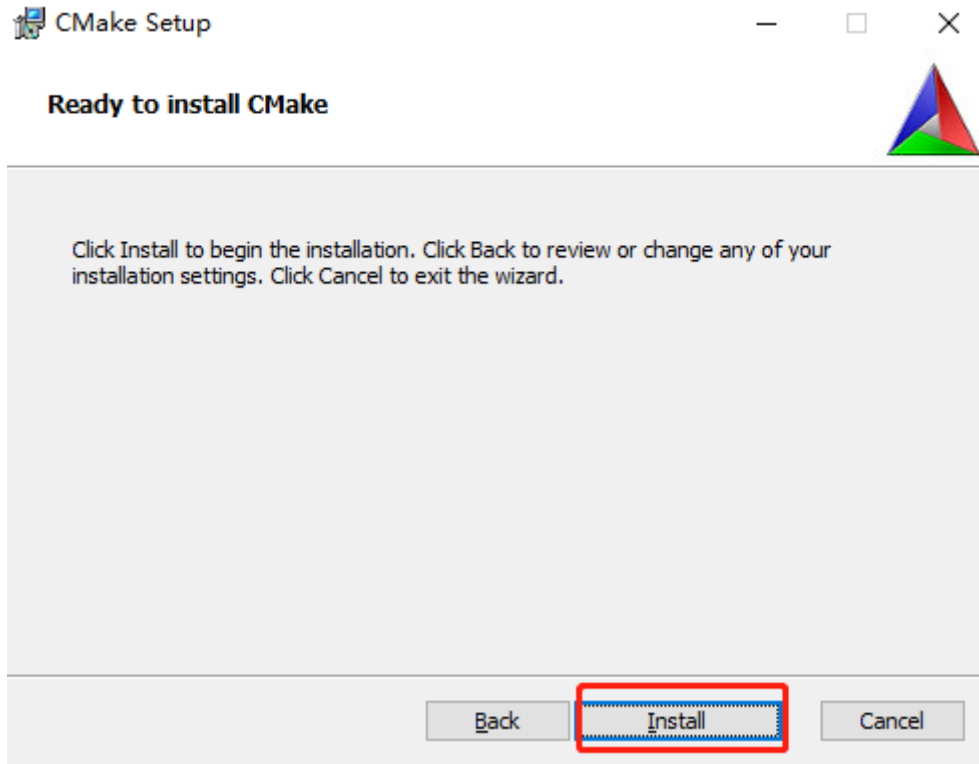 CMake Setup
Ready to install CMake
Click Install to begin the installation. Click Back to review or change any of your
installation settings. Click Cancel to exit the wizard.
Back Install Cancel